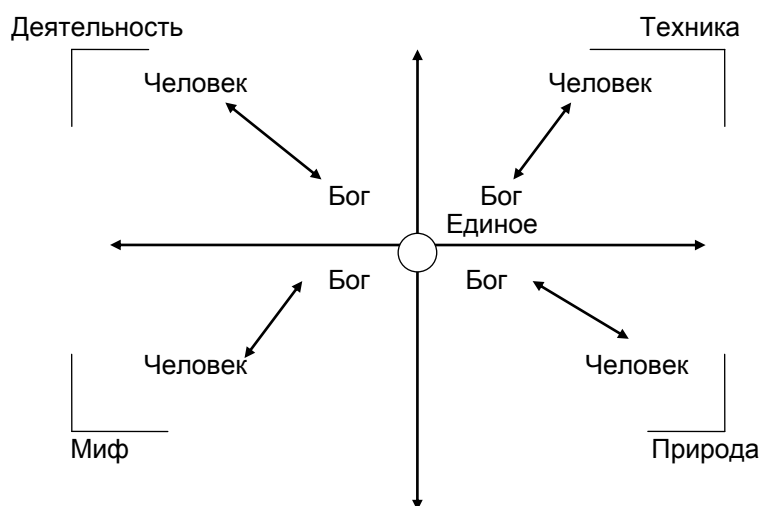 Деятельность
Техника
Человек
Человек
Бог
Бог
Единое
Бог
Бог
Человек
Человек
Миф
Природа